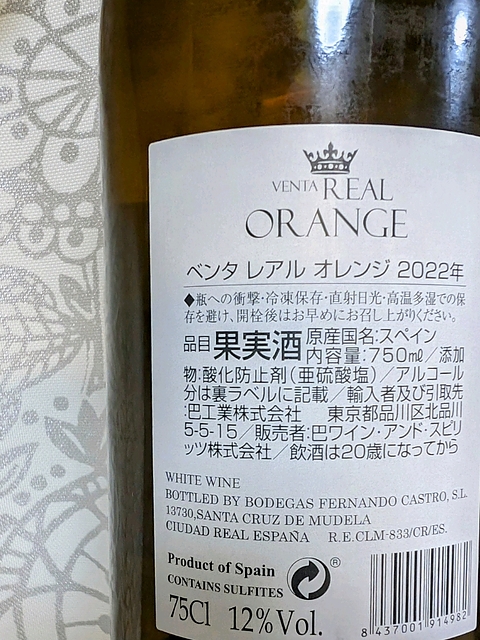 VENTA REAL
ORANGE
ベンタ レアル オレンジ 2022年
◆瓶への衝撃・冷凍保存・直射日光・高温多湿での保
存を避け、開栓後はお早めにお召し上がりください。
品目果実酒 原産国名:スペイン
内容量:750㎖／添加
物:酸化防止剤(亜硫酸塩)／アルコール
分は裏ラベルに記載／輸入者及び引取先
:巴工業株式会社 東京都品川区北品川
5-5-15／販売者:巴ワイン・アンド・スピリ
ッツ株式会社／飲酒は20歳になってから
WHITE WINE
BOTTLED BY BODEGAS FERNANDO CASTRO, S.L.
13730,SANTA CRUZ DE MUDELA
CIUDAD REAL ESPAÑA R.E.CLM-833/CR/ES.
Product of Spain
CONTAINS SULFITES
®
75Cl 12%Vol.
8 437001 914982